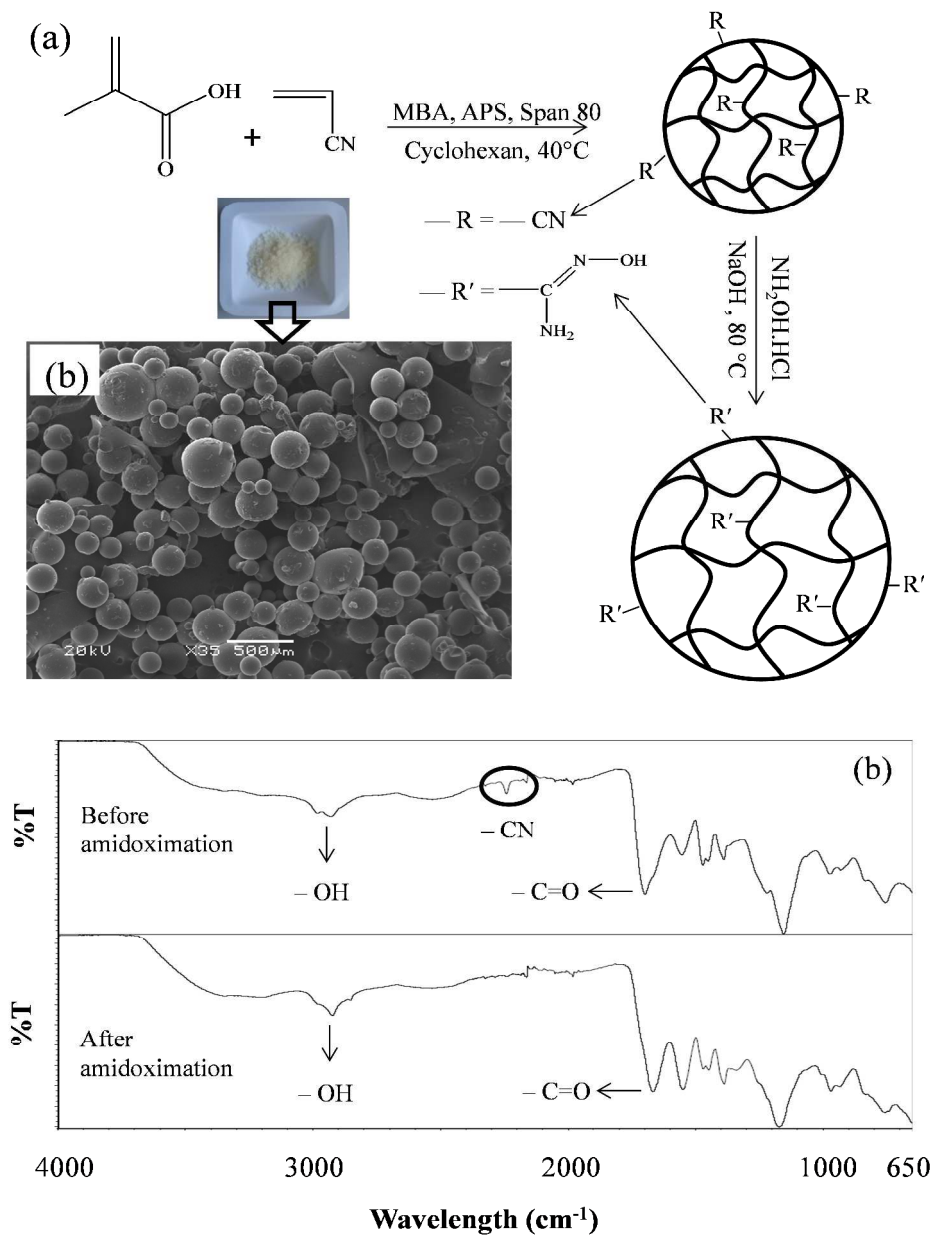 (a)
OH
O
+
CN
MBA, APS, Span 80
Cyclohexan, 40°C
R
R
R
R
R
— R = — CN
— R' =
C
N
OH
NH₂
NH₂OH.HCl
NaOH , 80 °C
R'
R'
R'
R'
R'
(b)
20kV X35 500µm
(b)
%T
Before
amidoximation
– OH
– CN
– C=O
%T
After
amidoximation
– OH
– C=O
4000 3000 2000 1000 650
Wavelength (cm⁻¹)